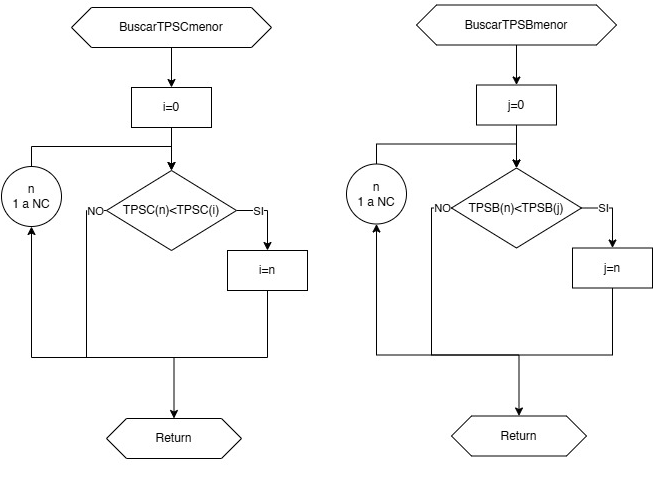 BuscarTPSCmenor
i=0
n
1 a NC
NO
TPSC(n)<TPSC(i)
SI
i=n
Return
BuscarTPSBmenor
j=0
n
1 a NC
NO
TPSB(n)<TPSB(j)
SI
j=n
Return